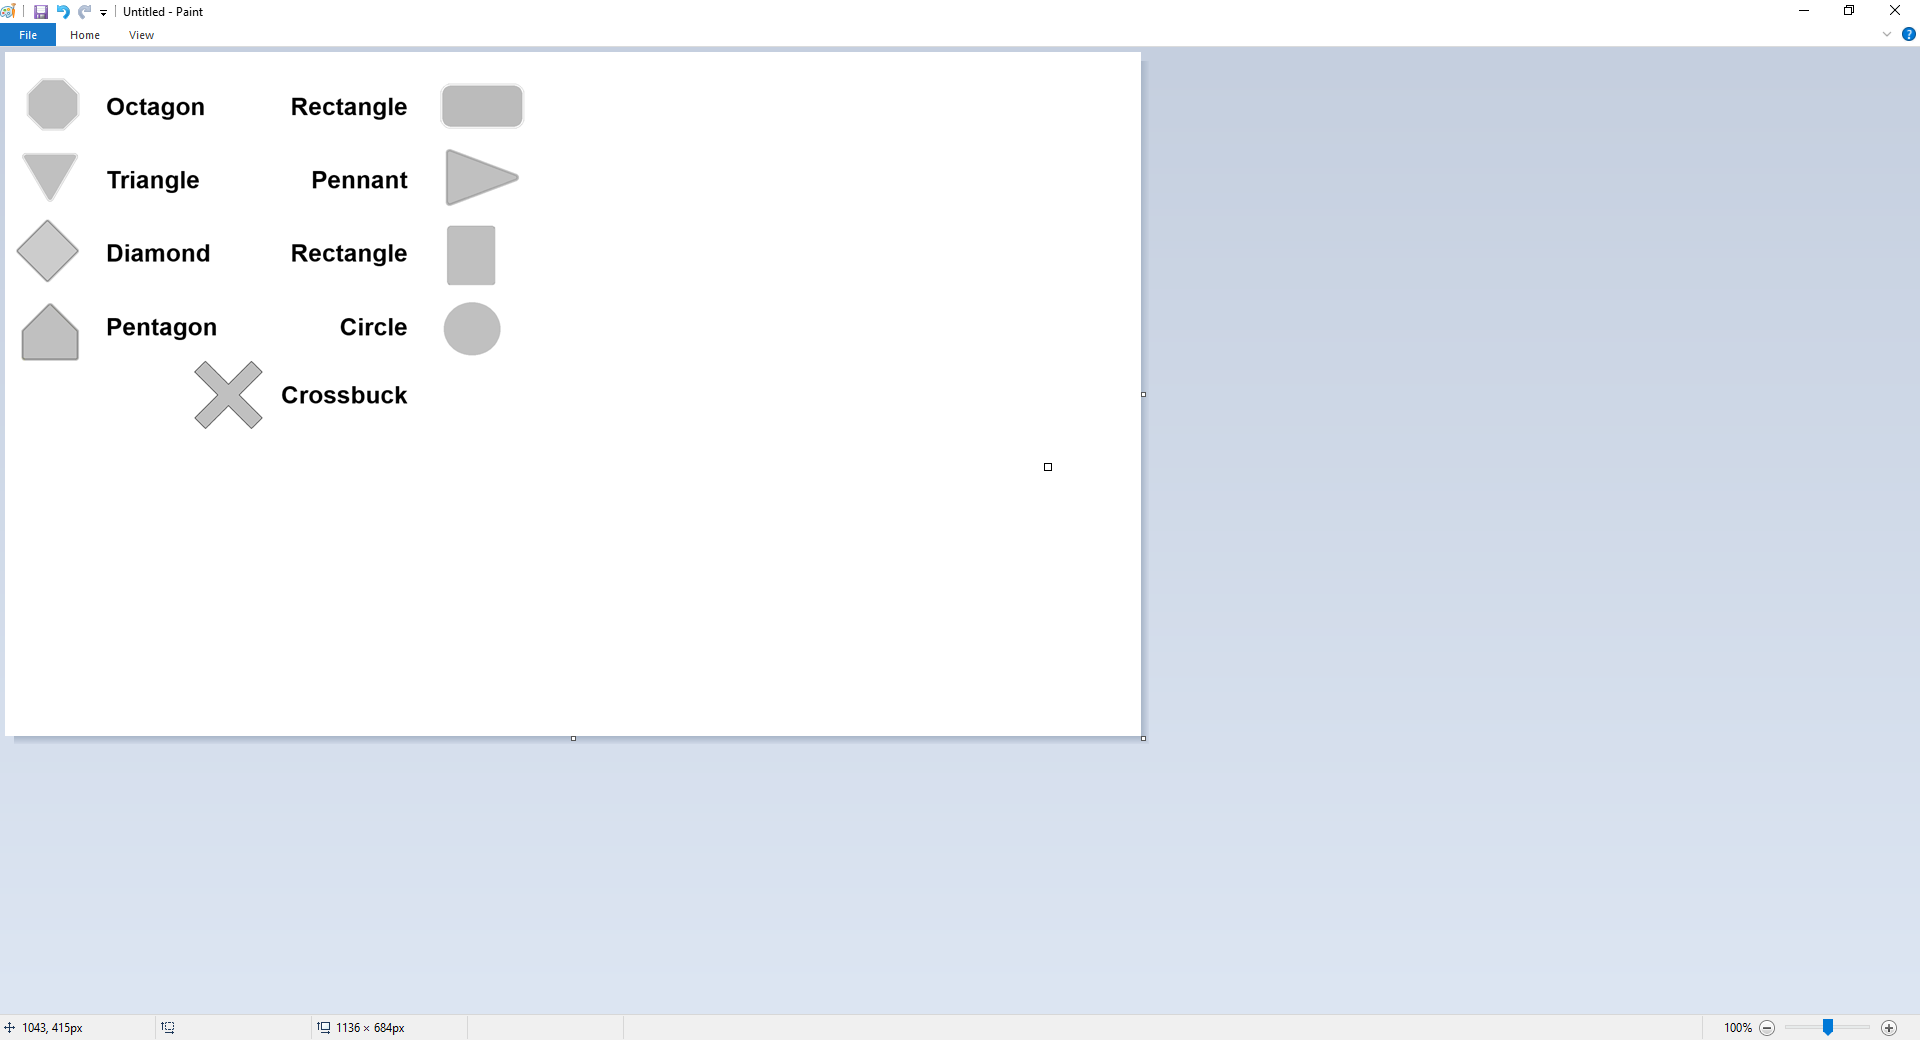 Untitled - Paint
File Home View
Octagon Rectangle
Triangle Pennant
Diamond Rectangle
Pentagon Circle
Crossbuck
1043, 415px 1136 × 684px 100%